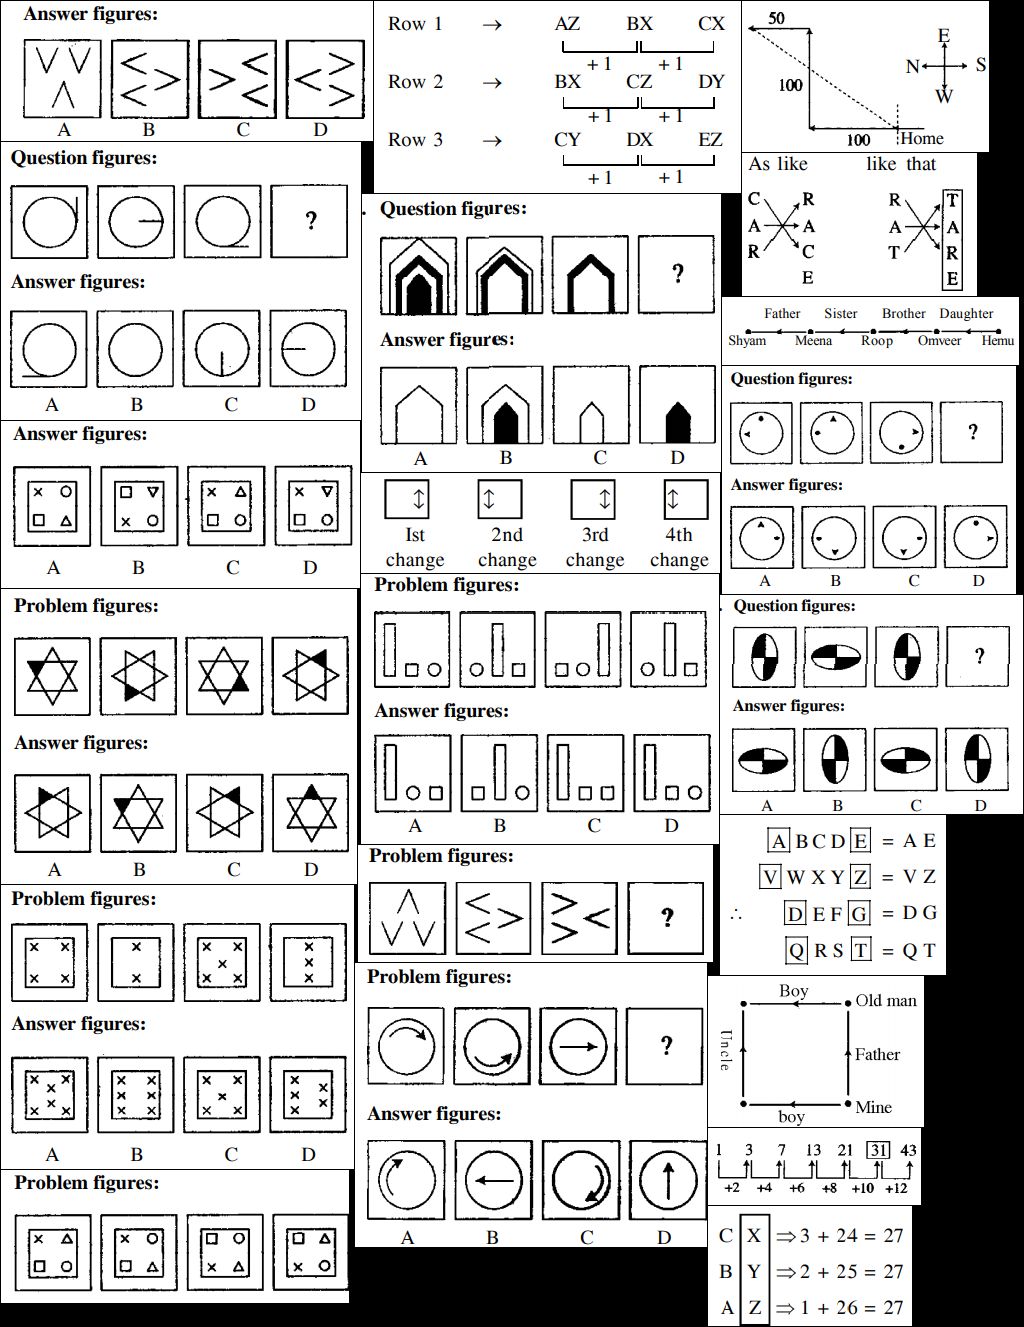 Answer figures:
A B C D
Question figures:
?
Answer figures:
A B C D
Answer figures:
A B C D
Problem figures:
Answer figures:
A B C D
Problem figures:
Answer figures:
A B C D
Problem figures:
Row 1 → AZ BX CX
+ 1 + 1
Row 2 → BX CZ DY
+ 1 + 1
Row 3 → CY DX EZ
+ 1 + 1
. Question figures:
?
Answer figures:
A B C D
Ist 2nd 3rd 4th
change change change change
Problem figures:
Answer figures:
A B C D
Problem figures:
?
Problem figures:
?
Answer figures:
A B C D
50
100
100 Home
E
N S
W
As like like that
C R R T
A A A A
R C T R
E E
Father Sister Brother Daughter
Shyam Meena Roop Omveer Hemu
Question figures:
?
Answer figures:
A B C D
. Question figures:
?
Answer figures:
A B C D
A B C D E = A E
V W X Y Z = V Z
∴ D E F G = D G
Q R S T = Q T
Boy
Old man
Uncle
Father
Mine
boy
1 3 7 13 21 31 43
+2 +4 +6 +8 +10 +12
C X ⇒ 3 + 24 = 27
B Y ⇒ 2 + 25 = 27
A Z ⇒ 1 + 26 = 27